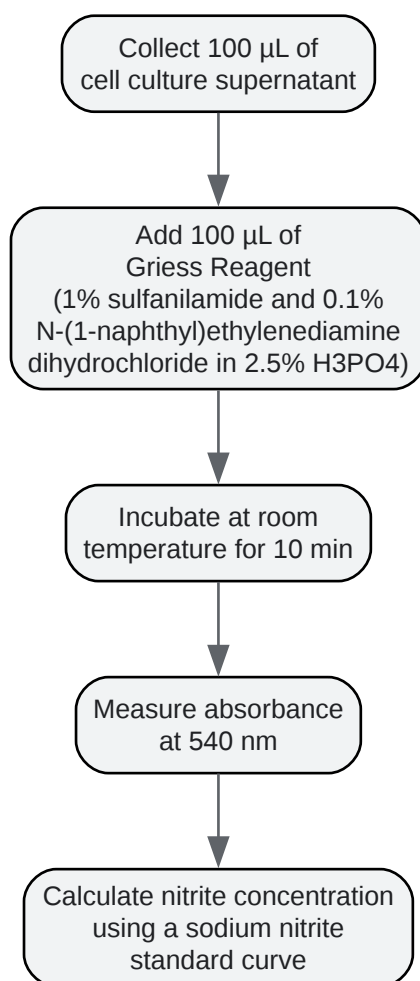 Collect 100 µL of
cell culture supernatant
Add 100 µL of
Griess Reagent
(1% sulfanilamide and 0.1%
N-(1-naphthyl)ethylenediamine
dihydrochloride in 2.5% H3PO4)
Incubate at room
temperature for 10 min
Measure absorbance
at 540 nm
Calculate nitrite concentration
using a sodium nitrite
standard curve